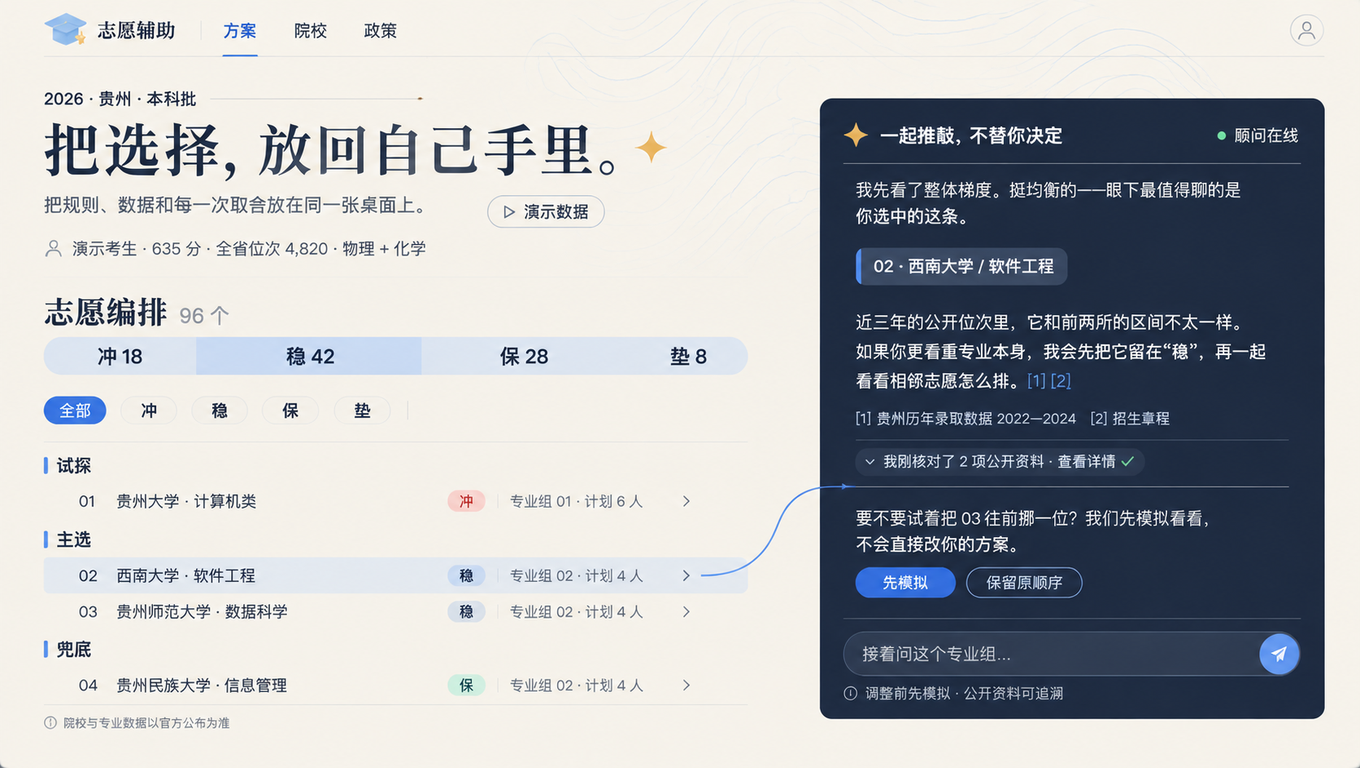 志愿辅助
方案
院校
政策
2026 · 贵州 · 本科批
把选择，放回自己手里。
把规则、数据和每一次取舍放在同一张桌面上。
演示数据
演示考生 · 635 分 · 全省位次 4,820 · 物理 + 化学
志愿编排 96 个
冲 18
稳 42
保 28
垫 8
全部
冲
稳
保
垫
试探
01 贵州大学 · 计算机类 冲 专业组 01 · 计划 6 人
主选
02 西南大学 · 软件工程 稳 专业组 02 · 计划 4 人
03 贵州师范大学 · 数据科学 稳 专业组 02 · 计划 4 人
兜底
04 贵州民族大学 · 信息管理 保 专业组 02 · 计划 4 人
院校与专业数据以官方公布为准
一起推敲，不替你决定
顾问在线
我先看了整体梯度。挺均衡的——眼下最值得聊的是
你选中的这条。
02 · 西南大学 / 软件工程
近三年的公开位次里，它和前两所的区间不太一样。
如果你更看重专业本身，我会先把它留在“稳”，再一起
看看相邻志愿怎么排。[1] [2]
[1] 贵州历年录取数据 2022—2024 [2] 招生章程
我刚核对了 2 项公开资料 · 查看详情
要不要试着把 03 往前挪一位？我们先模拟看看，
不会直接改你的方案。
先模拟
保留原顺序
接着问这个专业组...
调整前先模拟 · 公开资料可追溯